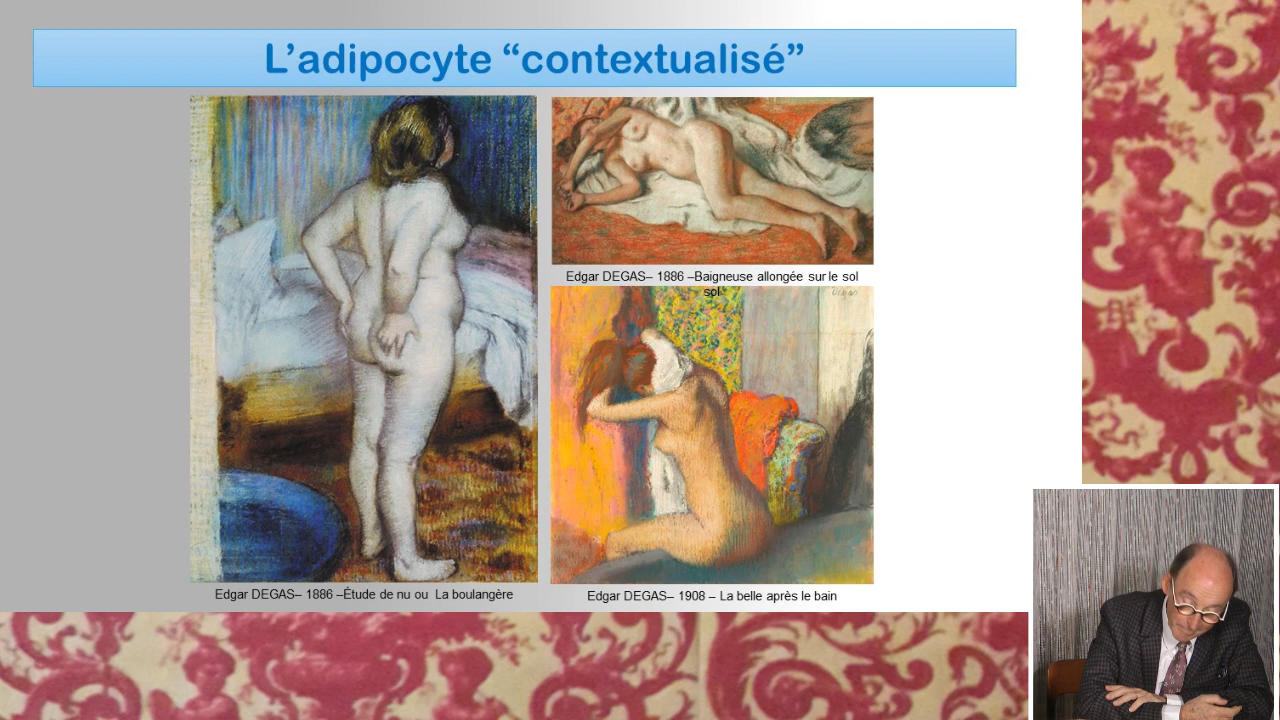 L’adipocyte “contextualisé”
Edgar DEGAS– 1886 –Baigneuse allongée sur le sol
sol
Degas
Edgar DEGAS– 1886 –Étude de nu ou La boulangère
Edgar DEGAS– 1908 – La belle après le bain